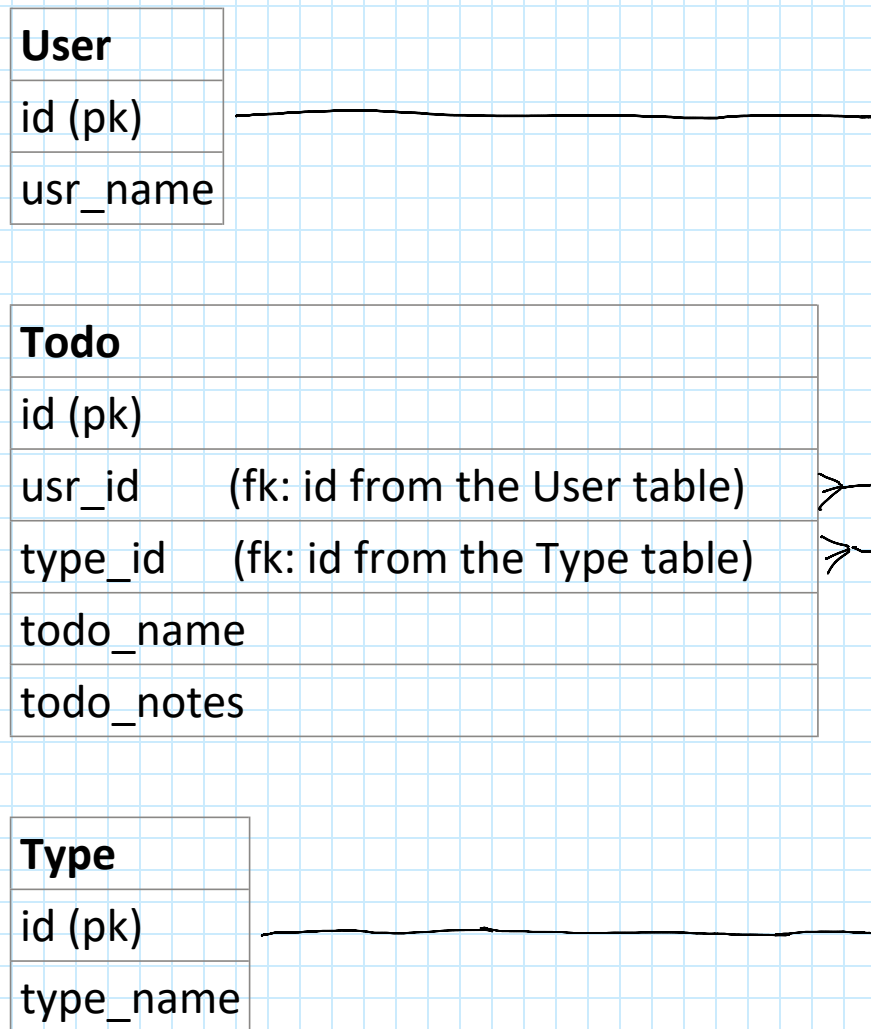 User
id (pk)
usr_name
Todo
id (pk)
usr_id (fk: id from the User table)
type_id (fk: id from the Type table)
todo_name
todo_notes
Type
id (pk)
type_name